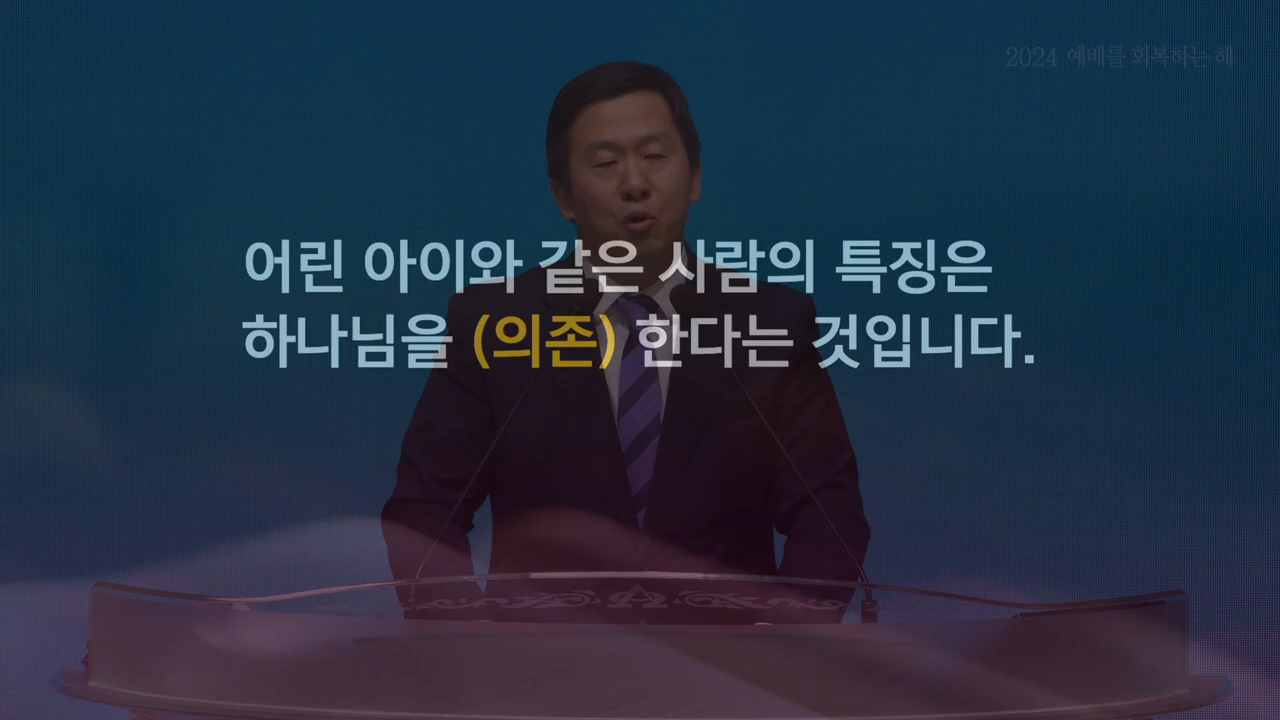 2024 예배를 회복하는 해
어린 아이와 같은 사람의 특징은
하나님을 (의존) 한다는 것입니다.
ΑΩ